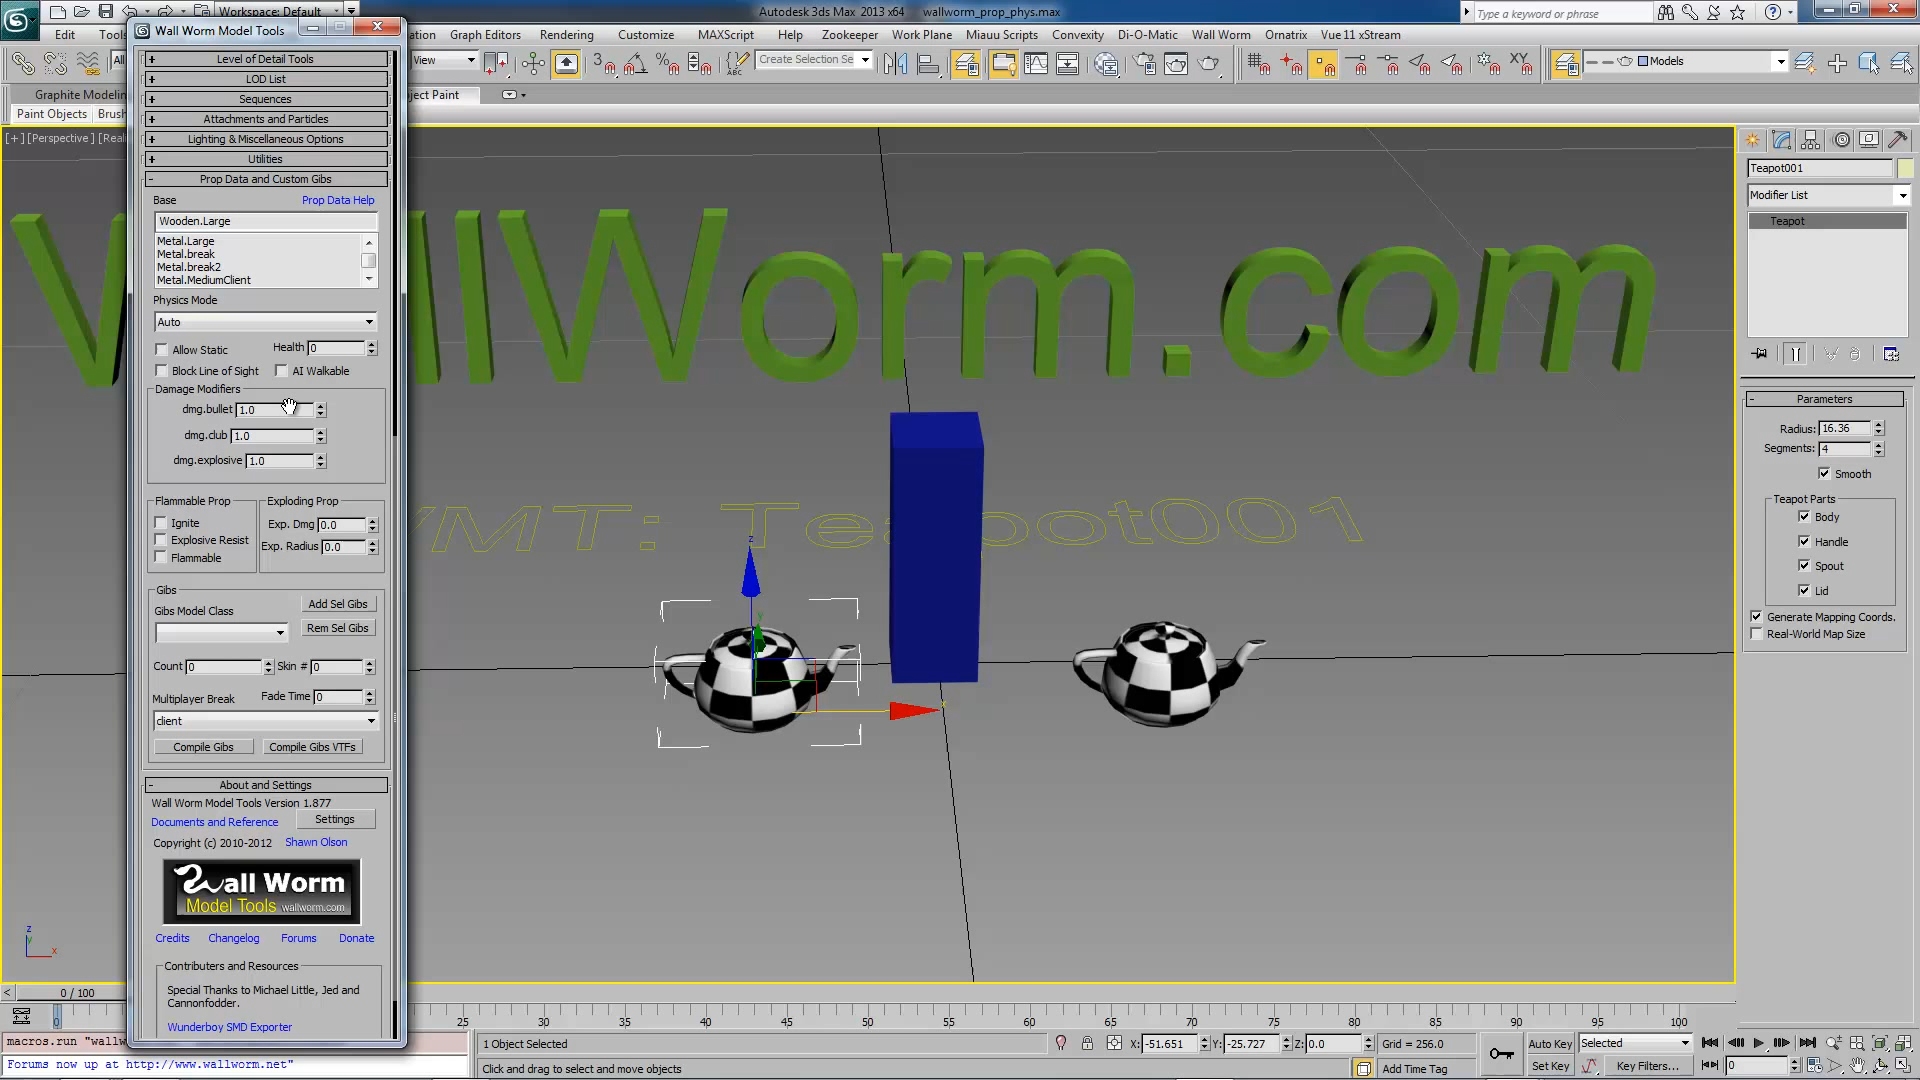 Workspace: Default
Autodesk 3ds Max  2013 x64    wallworm_prop_phys.max
Type a keyword or phrase
Wall Worm Model Tools
Edit
Graph Editors
Rendering
Customize
MAXScript
Help
Zookeeper
Work Plane
Miauu Scripts
Convexity
Di-O-Matic
Wall Worm
Ornatrix
Vue 11 xStream
View
Create Selection Se
Models
Graphite Modeling
Paint Objects
[+] [Perspective]
Level of Detail Tools
LOD List
Sequences
Attachments and Particles
Lighting & Miscellaneous Options
Utilities
Prop Data and Custom Gibs
Base
Prop Data Help
Wooden.Large
Metal.Large
Metal.break
Metal.break2
Metal.MediumClient
Physics Mode
Auto
Allow Static
Health 0
Block Line of Sight
AI Walkable
Damage Modifiers
dmg.bullet 1.0
dmg.club 1.0
dmg.explosive 1.0
Flammable Prop
Exploding Prop
Ignite
Exp. Dmg 0.0
Explosive Resist
Exp. Radius 0.0
Flammable
Gibs
Gibs Model Class
Add Sel Gibs
Rem Sel Gibs
Count 0
Skin # 0
Multiplayer Break
Fade Time 0
client
Compile Gibs
Compile Gibs VTFs
About and Settings
Wall Worm Model Tools Version 1.877
Documents and Reference
Settings
Copyright (c) 2010-2012
Shawn Olson
Wall Worm
Model Tools wallworm.com
Credits
Changelog
Forums
Donate
Contributers and Resources
Special Thanks to Michael Little, Jed and
Cannonfodder.
Wunderboy SMD Exporter
WallWorm.com
WMT: Teapot001
z
y
x
z
y
x
Teapot001
Modifier List
Teapot
Parameters
Radius: 16.36
Segments: 4
Smooth
Teapot Parts
Body
Handle
Spout
Lid
Generate Mapping Coords.
Real-World Map Size
0 / 100
0 25 30 35 40 45 50 55 60 65 70 75 80 85 90 95 100
macros.run "wallw
Forums now up at http://www.wallworm.net"
1 Object Selected
X: -51.651
Y: -25.727
Z: 0.0
Grid = 256.0
Auto Key
Selected
Click and drag to select and move objects
Add Time Tag
Set Key
Key Filters...
0